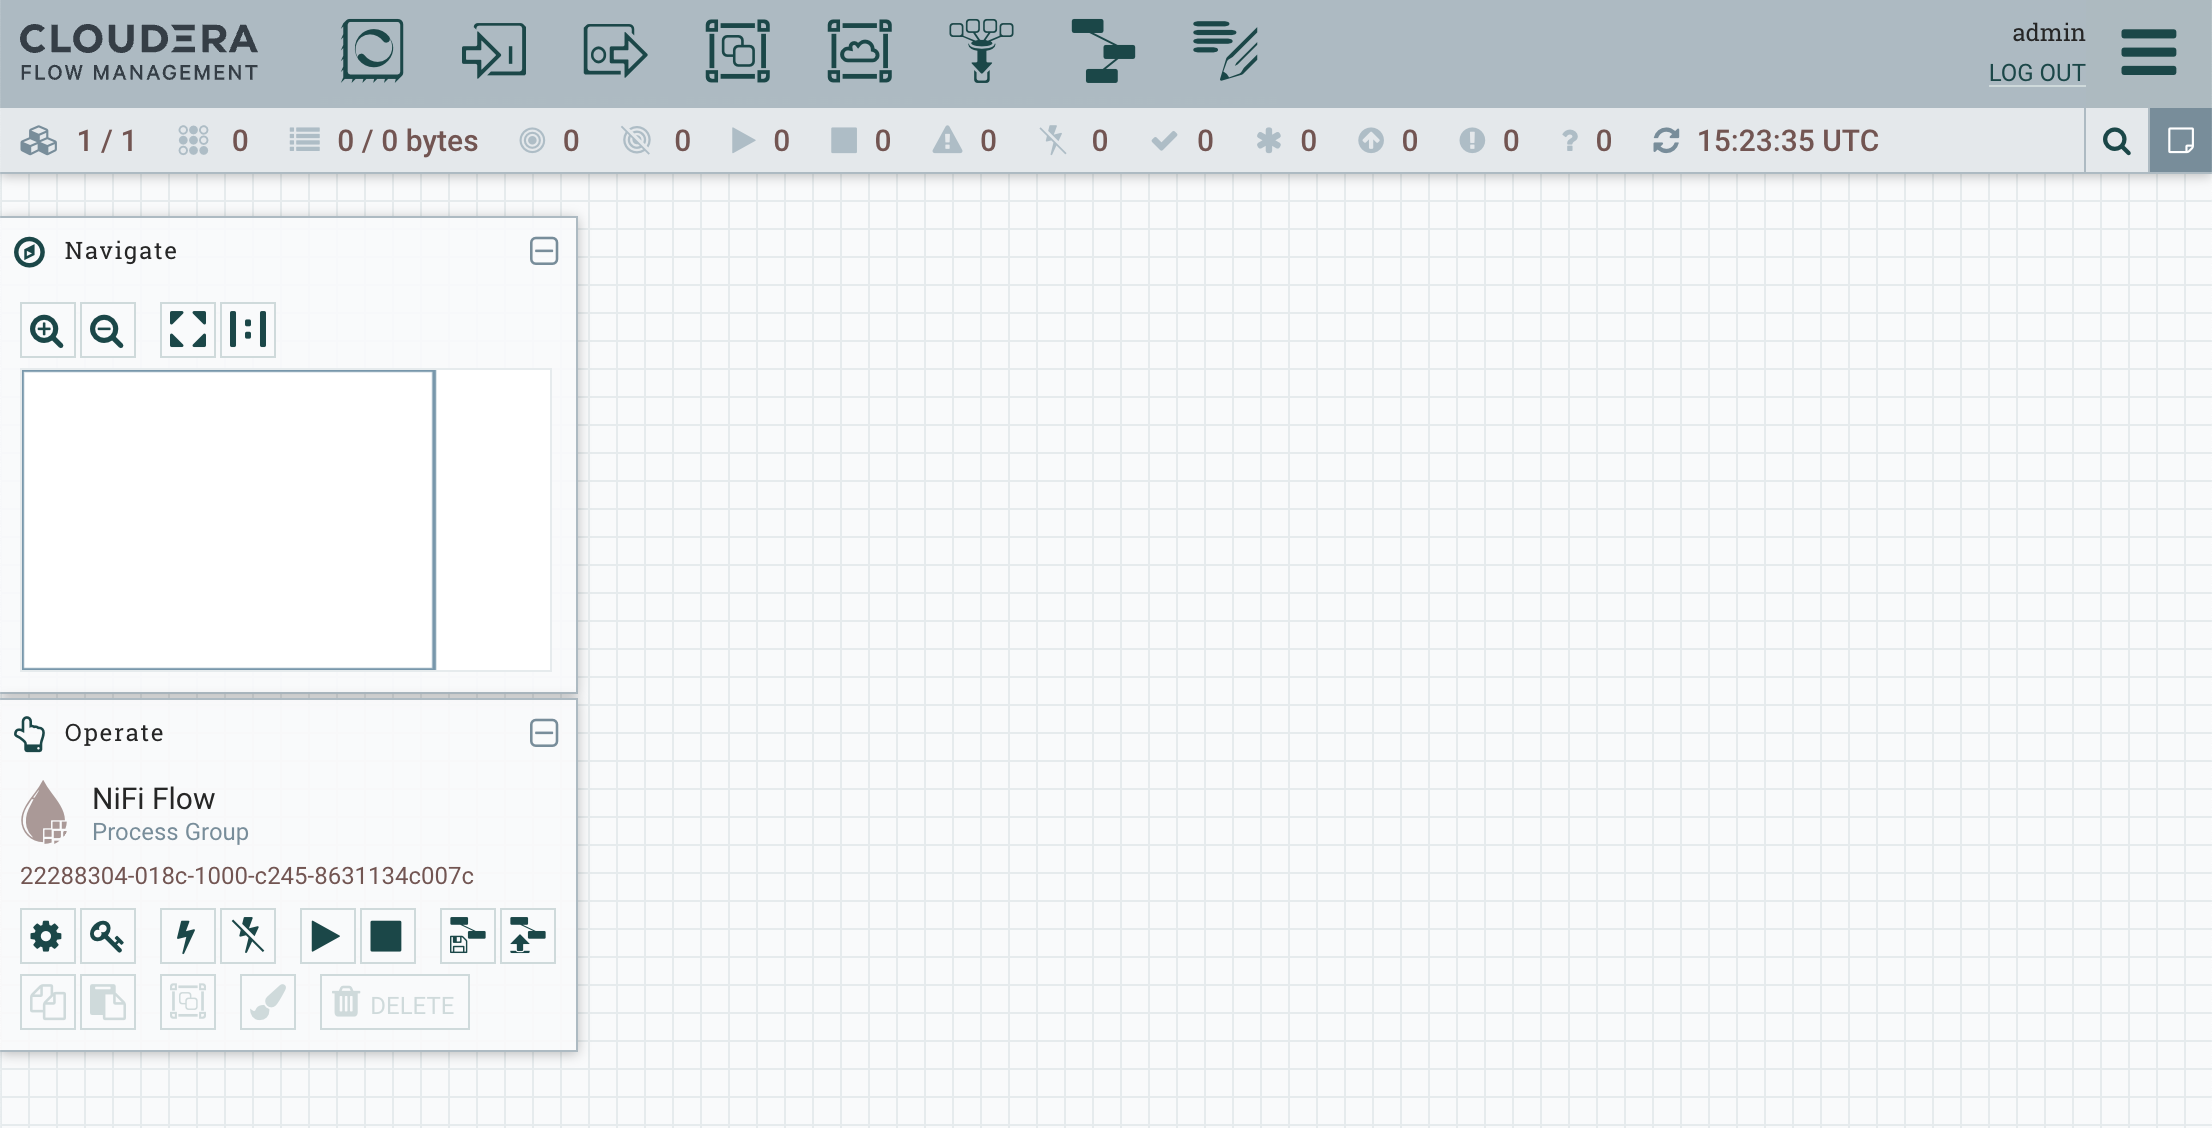 CLOUDERA
FLOW MANAGEMENT
admin
LOG OUT
1 / 1 0 0 / 0 bytes 0 0 0 0 0 0 0 0 0 0 0 15:23:35 UTC
Navigate
Operate
NiFi Flow
Process Group
22288304-018c-1000-c245-8631134c007c
DELETE